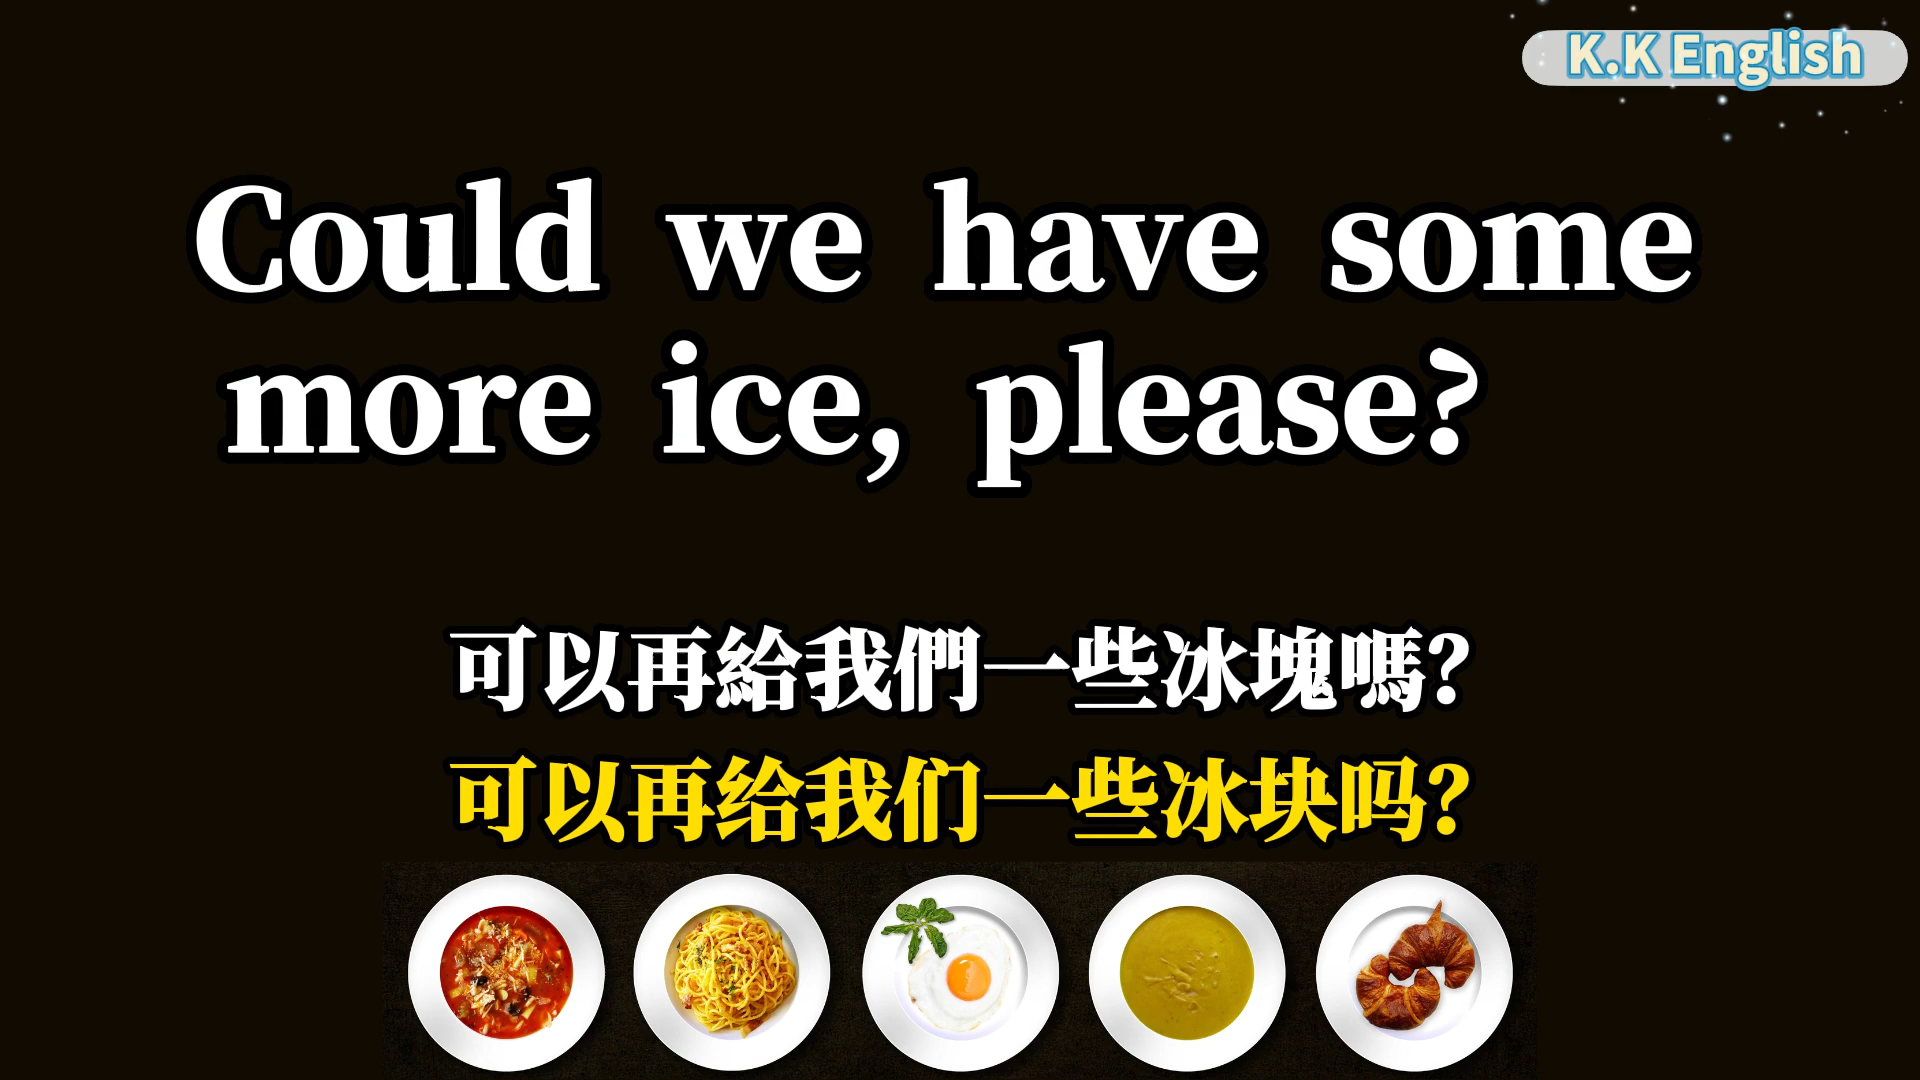 K.K English
Could we have some
more ice, please?
可以再給我們一些冰塊嗎?
可以再给我们一些冰块吗?